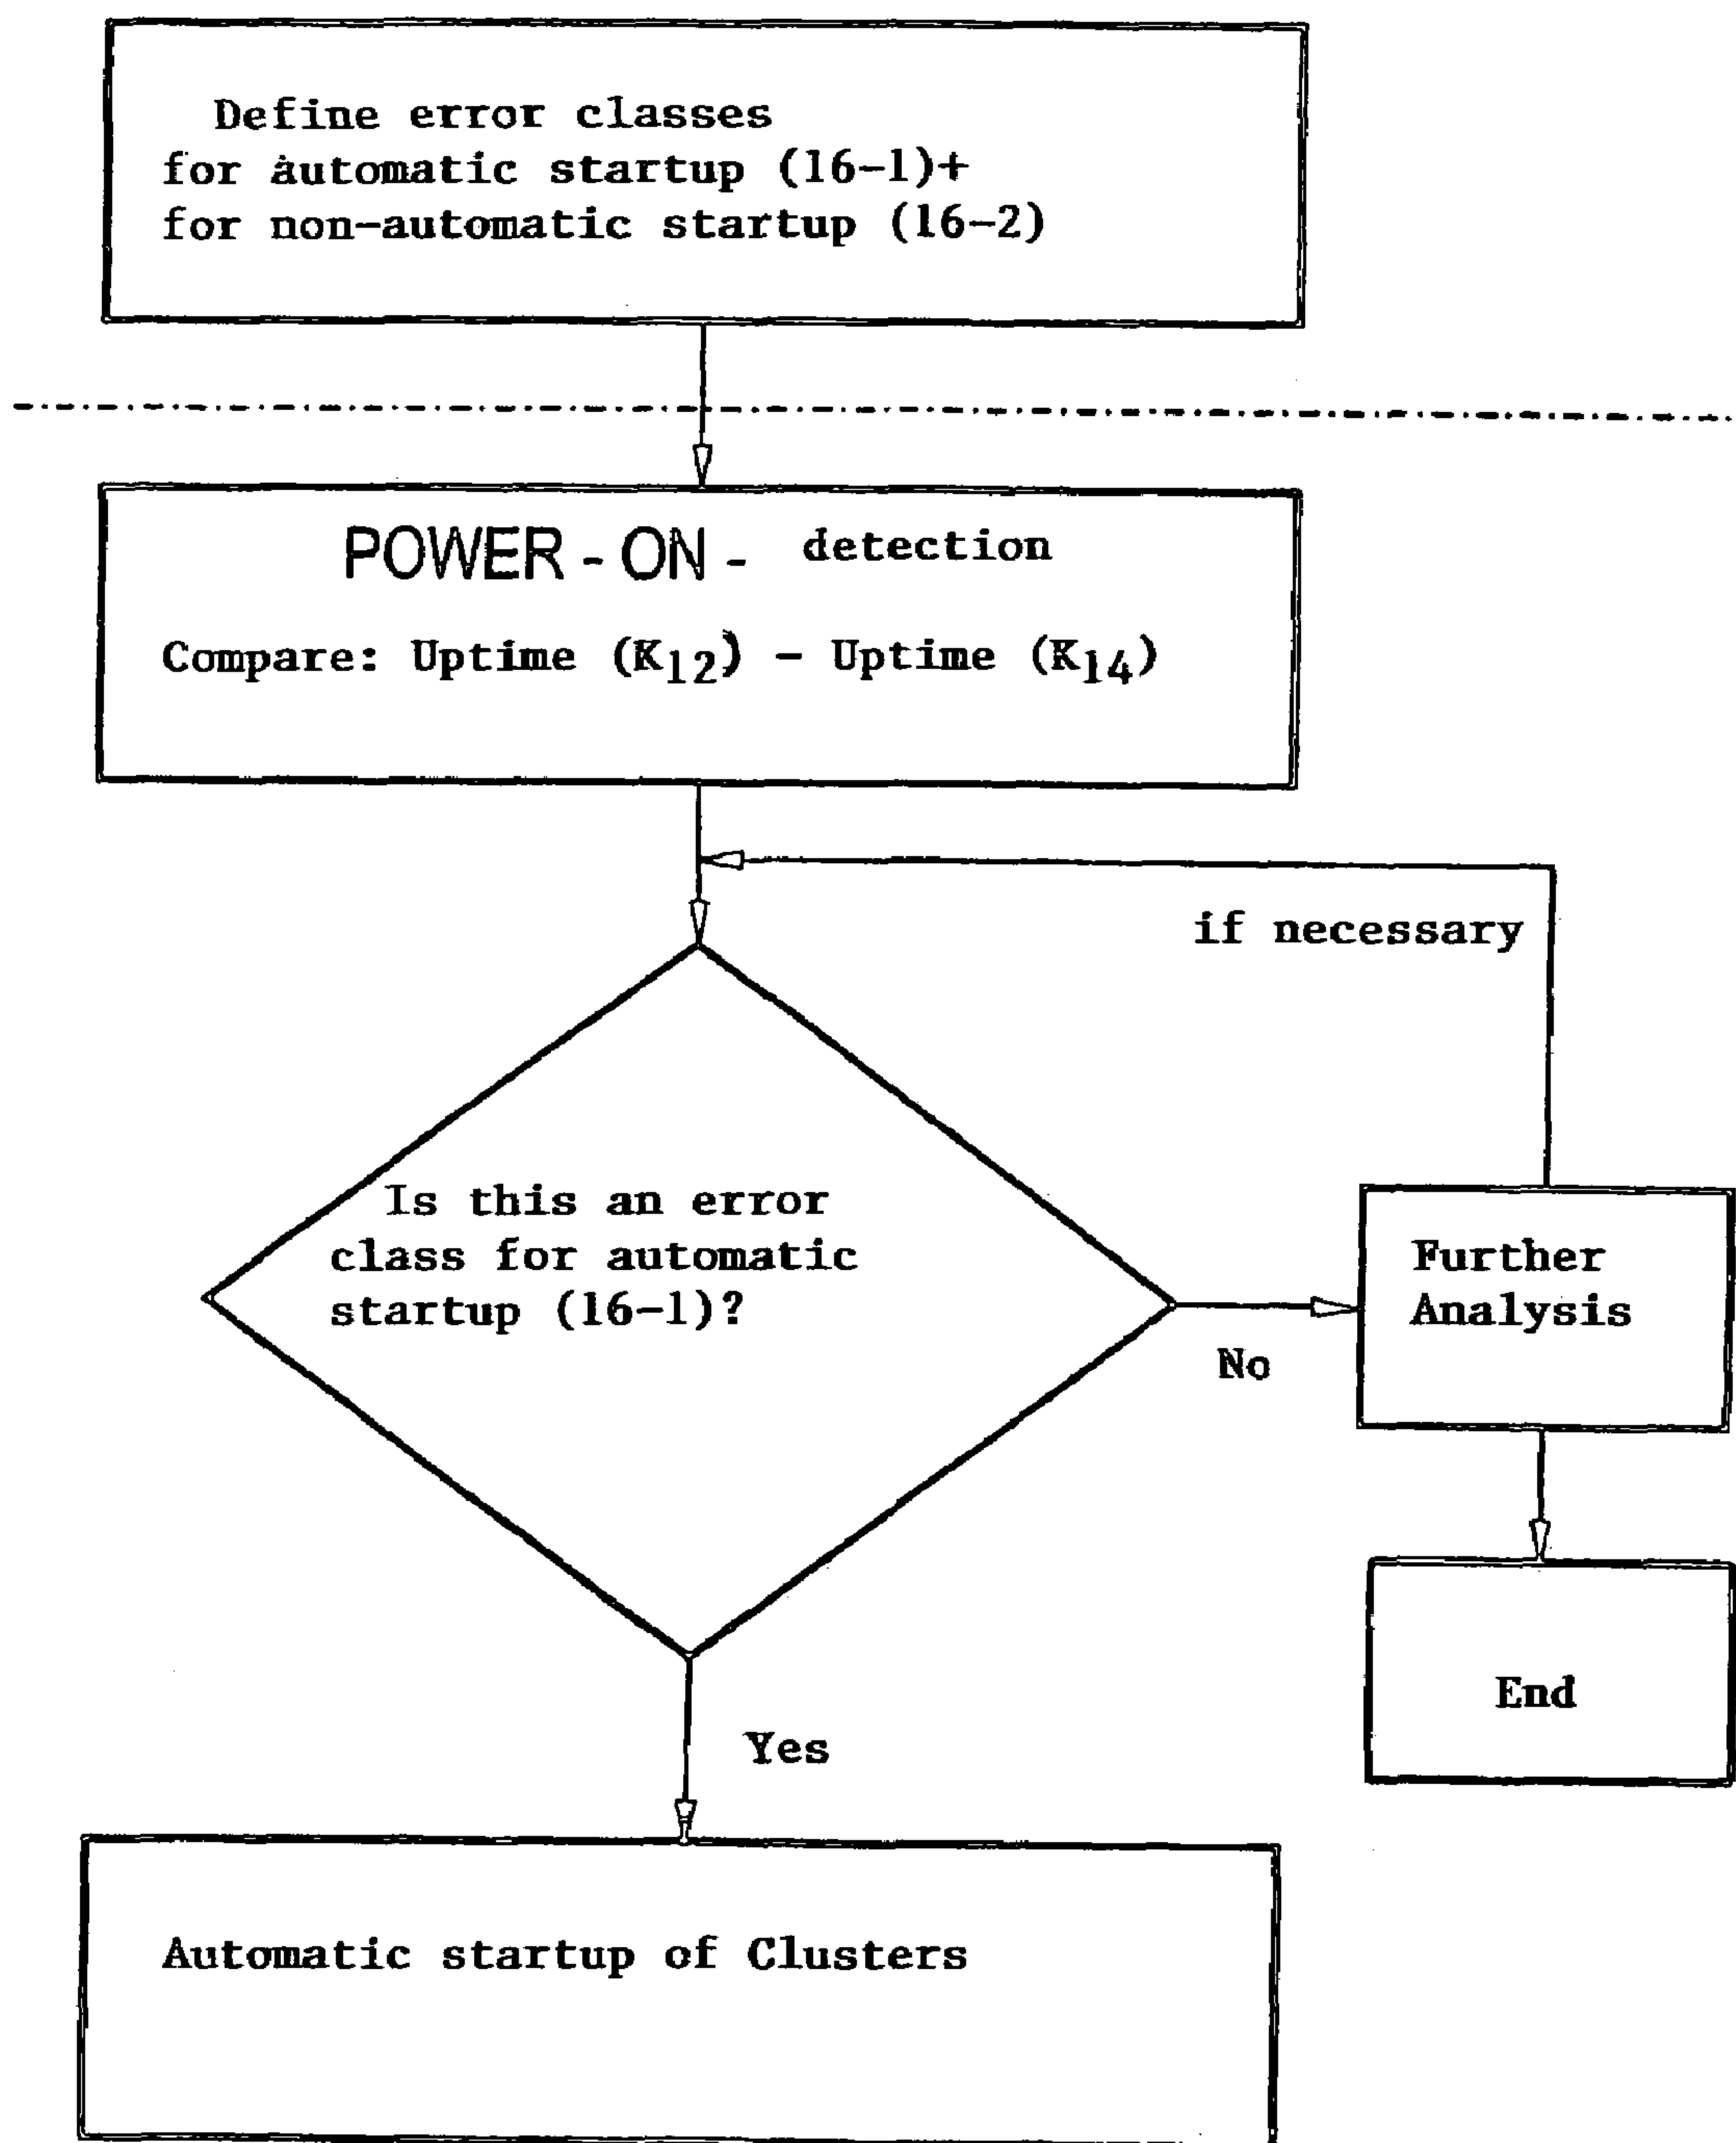 Define error classes
for automatic startup (16-1)+
for non-automatic startup (16-2)
POWER - ON - detection
Compare: Uptime (K12) - Uptime (K14)
if necessary
Is this an error
class for automatic
startup (16-1)?
No
Further
Analysis
End
Yes
Automatic startup of Clusters